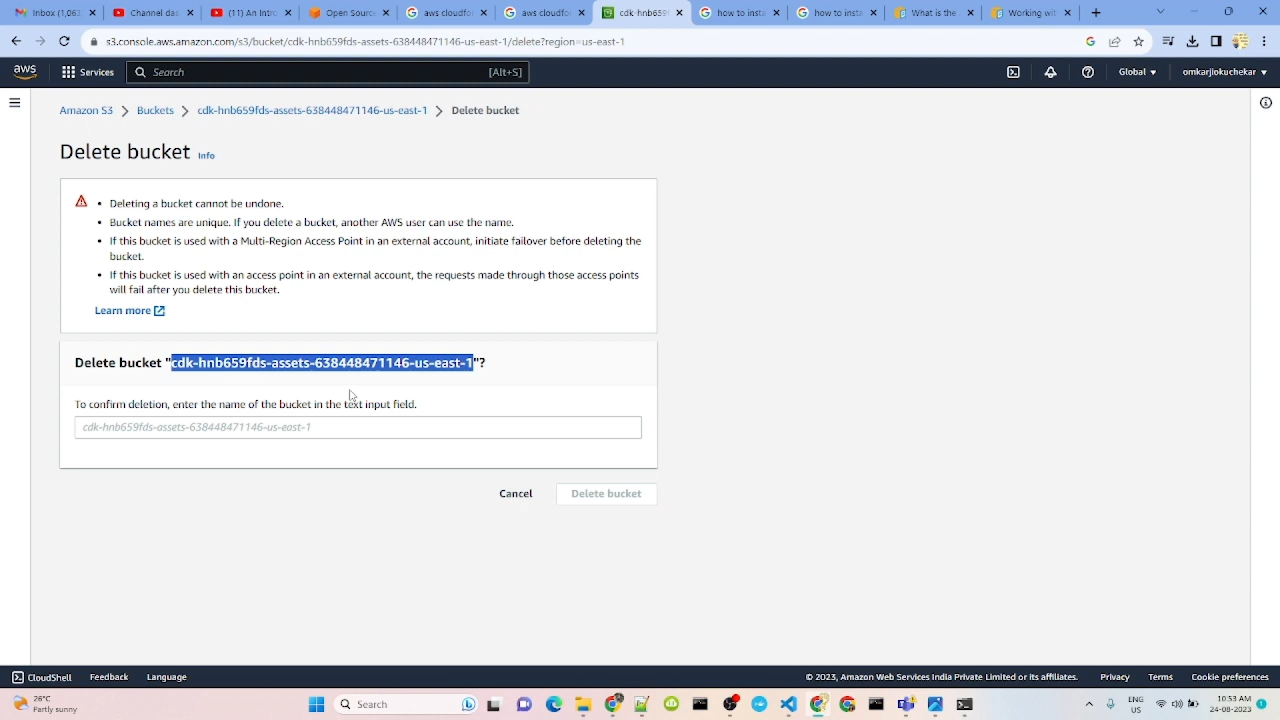 Gmail Inbox (1,063
Channel das
(11) An Intro
Open Source
aws cloudfo
aws cloudfo
cdk-hnb659
how to insta
how to insta
What is the
Working wit
s3.console.aws.amazon.com/s3/bucket/cdk-hnb659fds-assets-638448471146-us-east-1/delete?region=us-east-1
aws
Services
Search
[Alt+S]
Global
omkarjlokuchekar
Amazon S3
Buckets
cdk-hnb659fds-assets-638448471146-us-east-1
Delete bucket
Delete bucket Info
Deleting a bucket cannot be undone.
Bucket names are unique. If you delete a bucket, another AWS user can use the name.
If this bucket is used with a Multi-Region Access Point in an external account, initiate failover before deleting the
bucket.
If this bucket is used with an access point in an external account, the requests made through those access points
will fail after you delete this bucket.
Learn more
Delete bucket "cdk-hnb659fds-assets-638448471146-us-east-1"?
To confirm deletion, enter the name of the bucket in the text input field.
cdk-hnb659fds-assets-638448471146-us-east-1
Cancel
Delete bucket
CloudShell
Feedback
Language
© 2023, Amazon Web Services India Private Limited or its affiliates.
Privacy
Terms
Cookie preferences
28°C
Partly sunny
Search
ENG
US
10:53 AM
24-08-2023